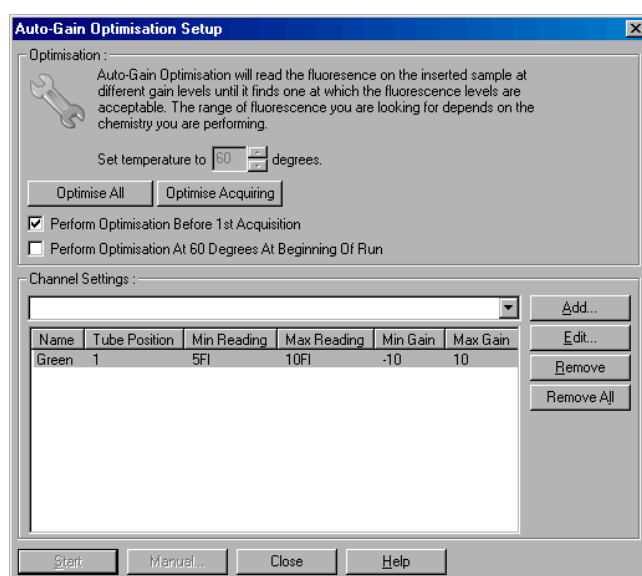 Auto-Gain Optimisation Setup
Optimisation :
Auto-Gain Optimisation will read the fluoresence on the inserted sample at
different gain levels until it finds one at which the fluorescence levels are
acceptable. The range of fluorescence you are looking for depends on the
chemistry you are performing.
Set temperature to 60 degrees.
Optimise All Optimise Acquiring
Perform Optimisation Before 1st Acquisition
Perform Optimisation At 60 Degrees At Beginning Of Run
Channel Settings :
Add...
Name Tube Position Min Reading Max Reading Min Gain Max Gain Edit...
Green 1 5Fl 10Fl -10 10
Remove
Remove All
Start Manual... Close Help